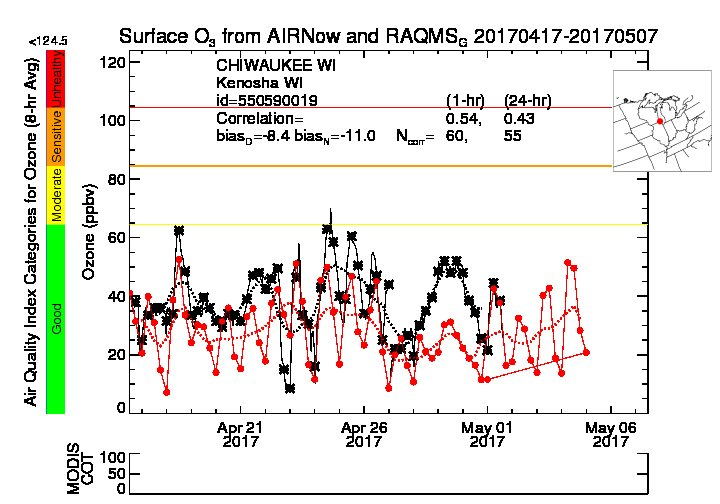 Surface O3 from AIRNow and RAQMSG 20170417-20170507
<124.5
CHIWAUKEE WI
Kenosha WI
id=550590019 (1-hr) (24-hr)
Correlation= 0.54, 0.43
biasD=-8.4 biasN=-11.0 Ncorr= 60, 55
Air Quality Index Categories for Ozone (8-hr Avg)
Good Moderate Sensitive Unhealthy
Ozone (ppbv)
120
100
80
60
40
20
0
Apr 21 Apr 26 May 01 May 06
2017 2017 2017 2017
MODIS
COT
100
50
0